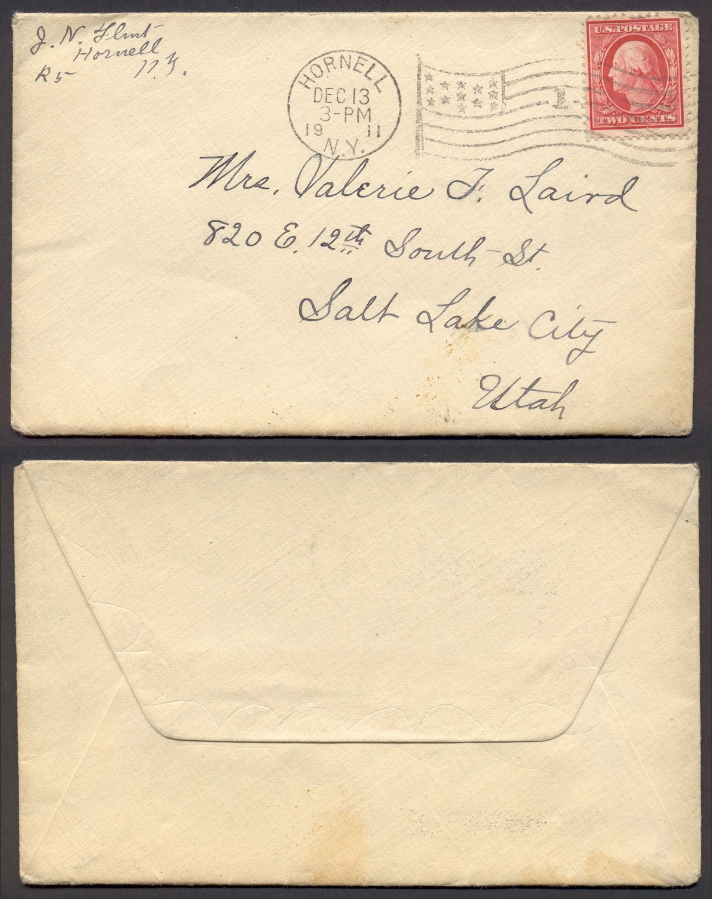 J. N. Flint
Hornell
R5 N.Y.
HORNELL
DEC 13
3-PM
19 11
N.Y.
1
U.S. POSTAGE
TWO CENTS
Mrs. Valerie F. Laird
820 E. 12th South St.
Salt Lake City
Utah